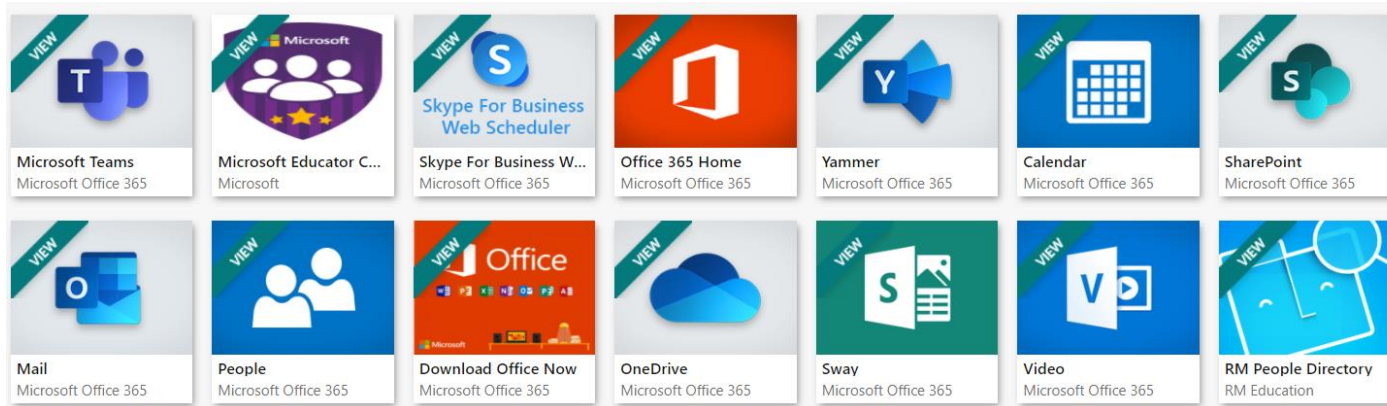 VIEW
T
Microsoft Teams
Microsoft Office 365
VIEW
Microsoft
Microsoft Educator C...
Microsoft
VIEW
S
Skype For Business
Web Scheduler
Skype For Business W...
Microsoft Office 365
VIEW
Office 365 Home
Microsoft Office 365
VIEW
Y
Yammer
Microsoft Office 365
VIEW
Calendar
Microsoft Office 365
VIEW
S
SharePoint
Microsoft Office 365
VIEW
O
Mail
Microsoft Office 365
VIEW
People
Microsoft Office 365
VIEW
Office
Microsoft
Download Office Now
Microsoft Office 365
VIEW
OneDrive
Microsoft Office 365
VIEW
S
Sway
Microsoft Office 365
VIEW
V
Video
Microsoft Office 365
VIEW
RM People Directory
RM Education